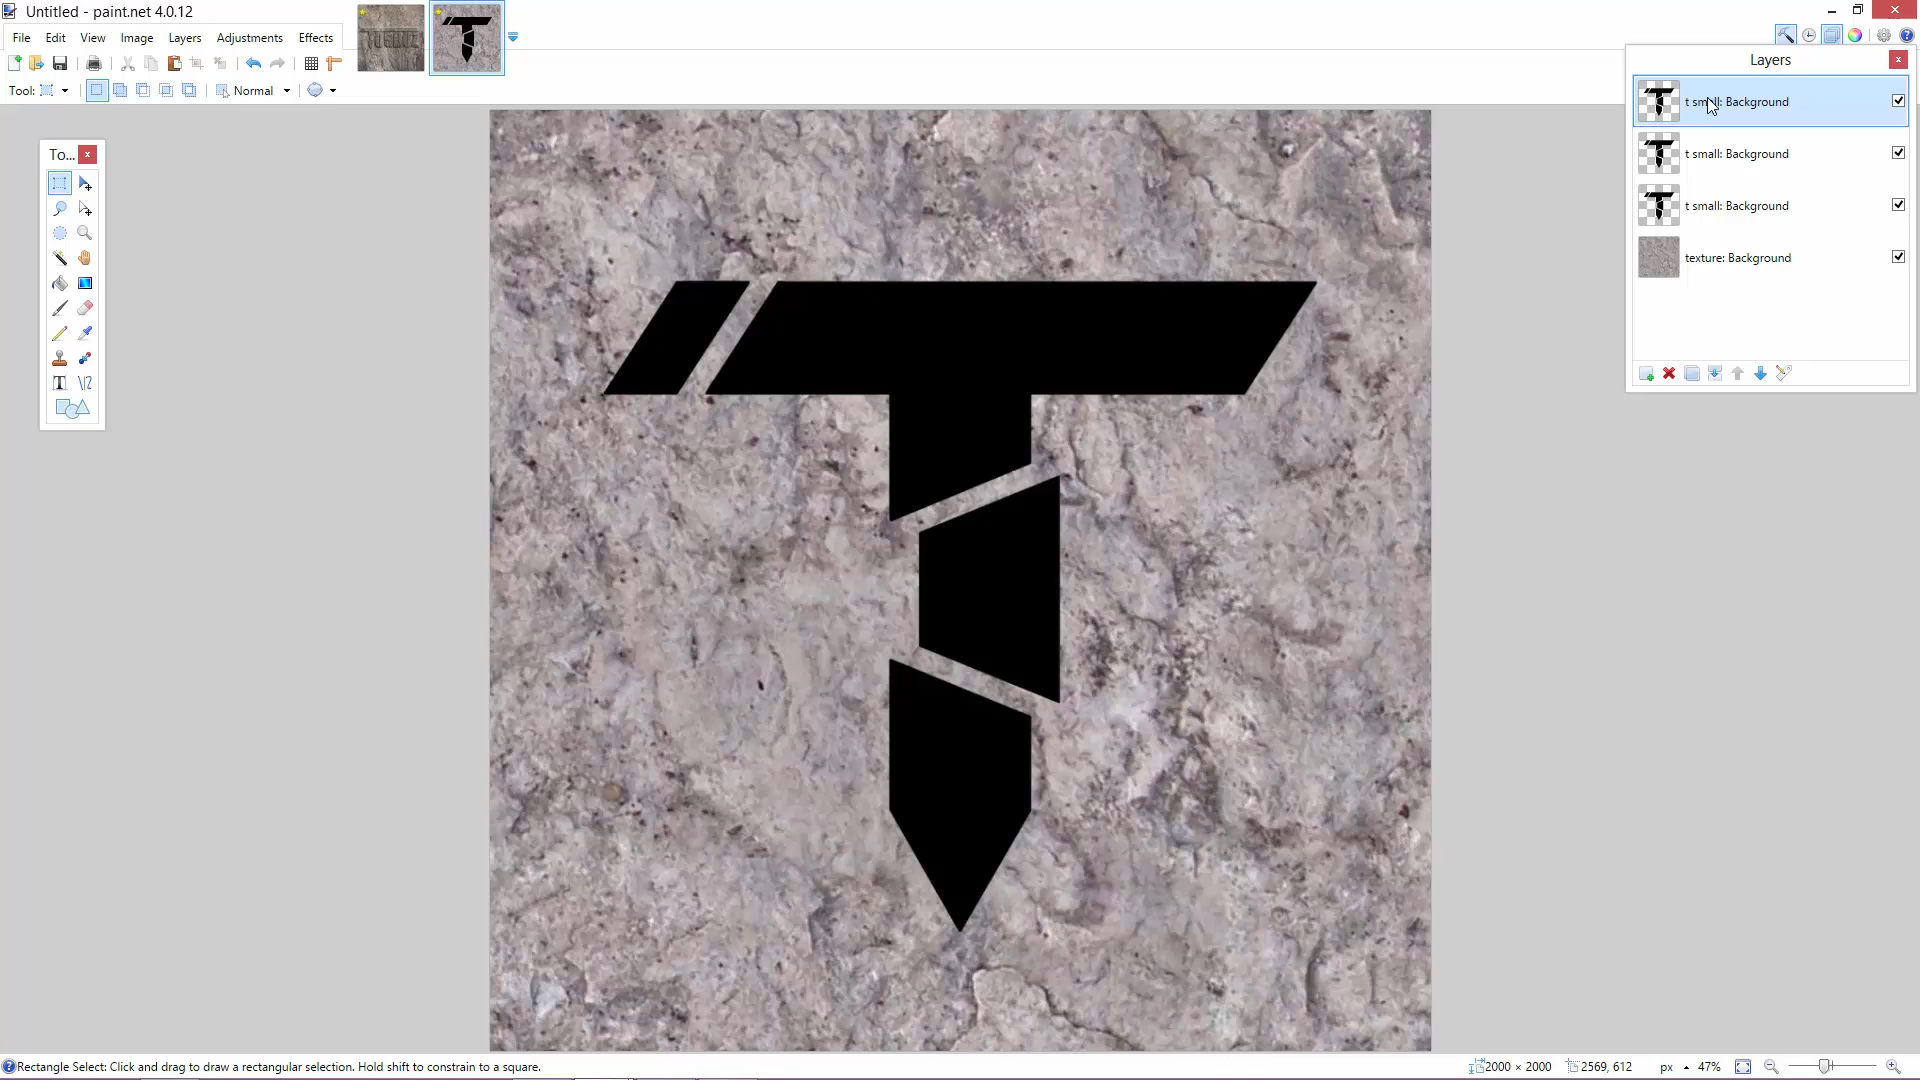 Untitled - paint.net 4.0.12
File Edit View Image Layers Adjustments Effects
Tool: Normal
To...
Layers
t small: Background
t small: Background
t small: Background
texture: Background
Rectangle Select: Click and drag to draw a rectangular selection. Hold shift to constrain to a square.
2000 × 2000 2569, 612 px 47%